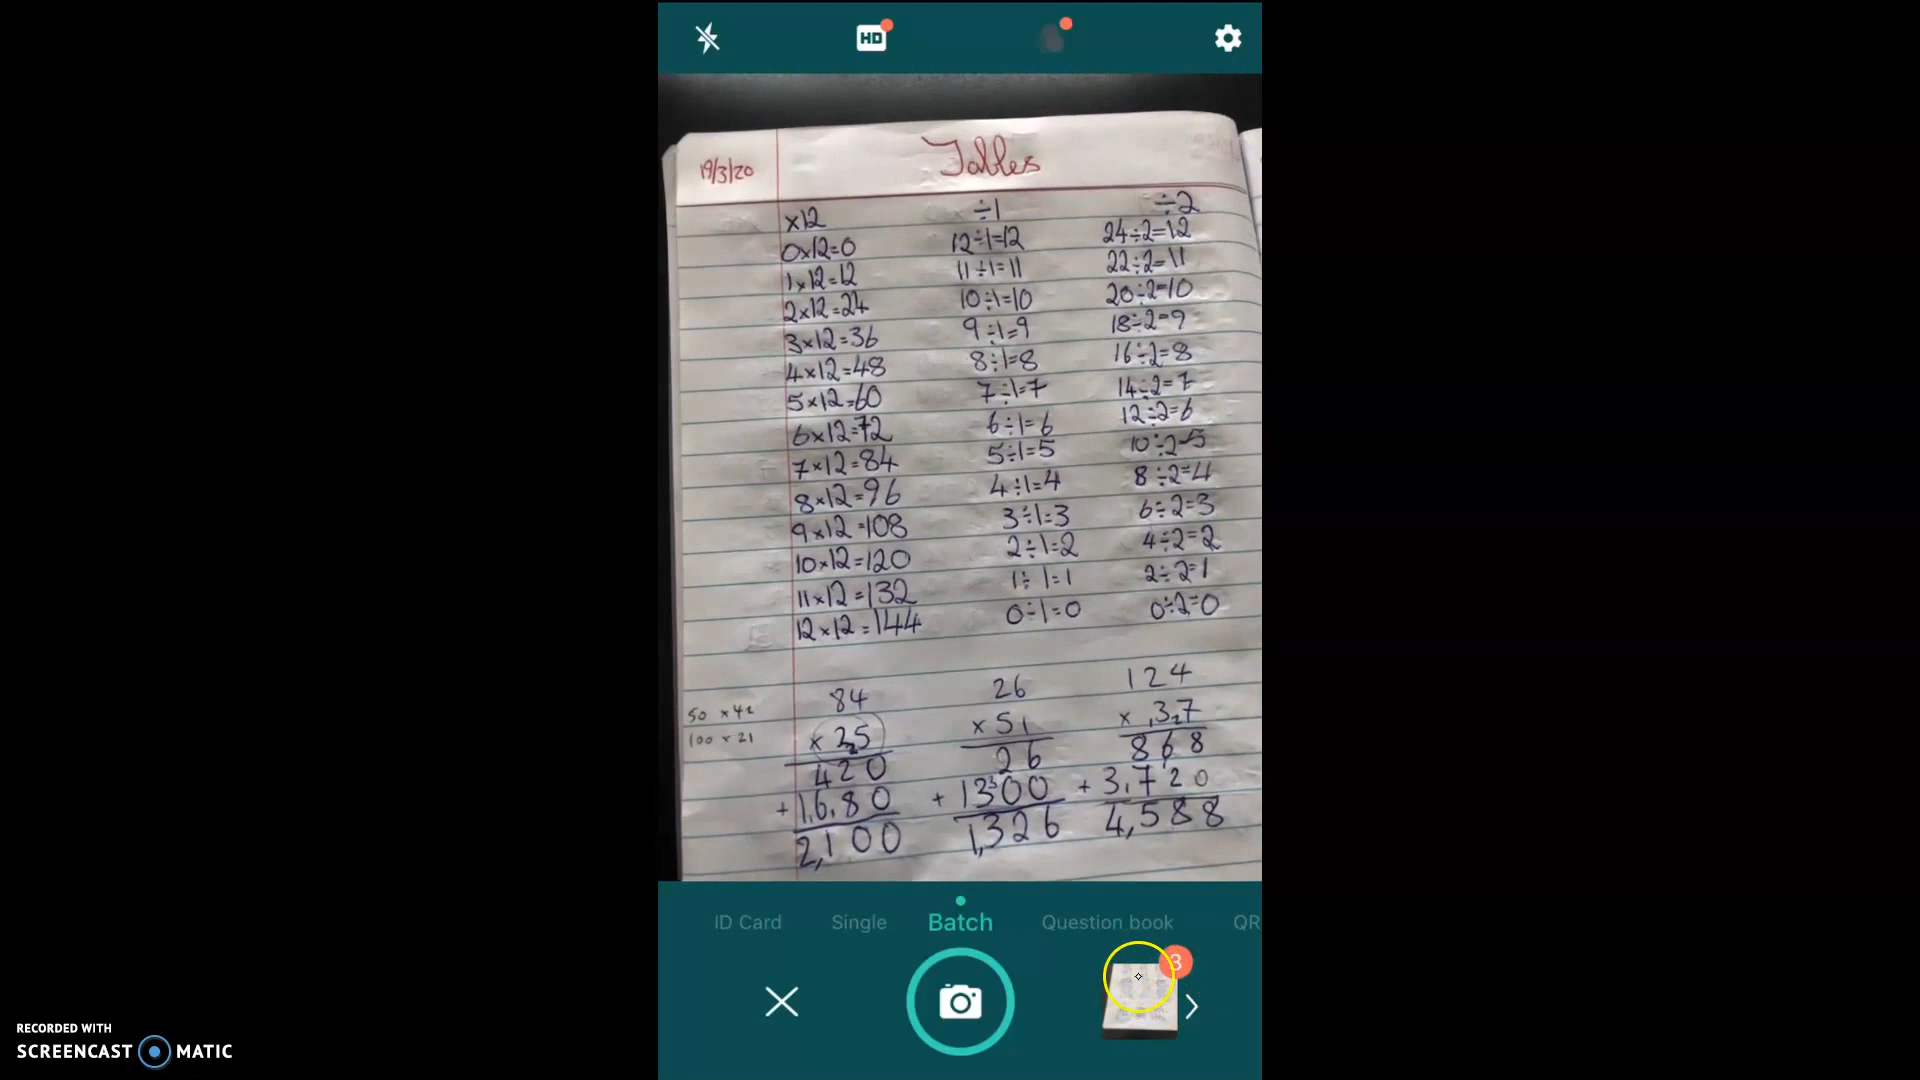 HD
19/3/20
Tables
x12 ÷1 ÷2
0x12=0 12÷1=12 24÷2=12
1x12=12 11÷1=11 22÷2=11
2x12=24 10÷1=10 20÷2=10
3x12=36 9÷1=9 18÷2=9
4x12=48 8÷1=8 16÷2=8
5x12=60 7÷1=7 14÷2=7
6x12=72 6÷1=6 12÷2=6
7x12=84 5÷1=5 10÷2=5
8x12=96 4÷1=4 8÷2=4
9x12=108 3÷1=3 6÷2=3
10x12=120 2÷1=2 4÷2=2
11x12=132 1÷1=1 2÷2=1
12x12=144 0÷1=0 0÷2=0
84 26 124
50 x 42
x 25 x 51 x 37
100 x 21
420 26 868
+1,680 +1300 +3,720
2,100 1,326 4,588
ID Card Single Batch Question book QR
3
RECORDED WITH
SCREENCAST MATIC